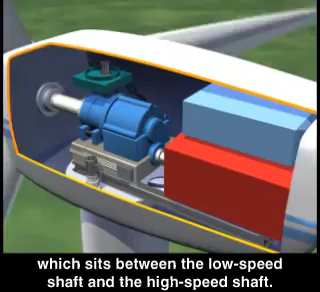 which sits between the low-speed
shaft and the high-speed shaft.